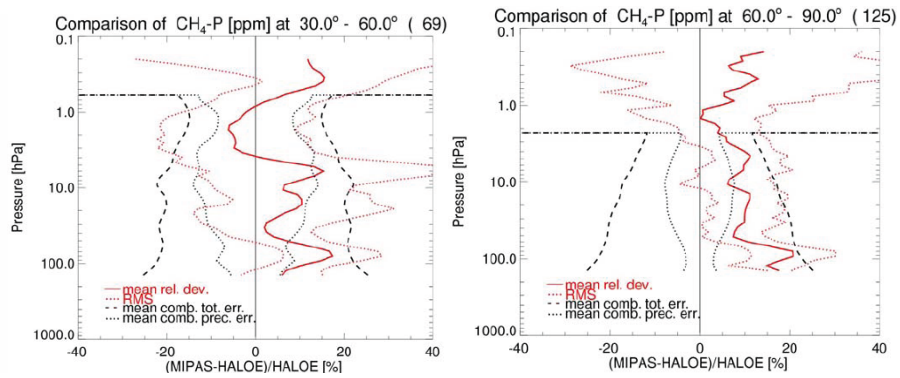 Comparison of CH₄-P [ppm] at 30.0º - 60.0º ( 69)
0.1
1.0
10.0
100.0
1000.0
Pressure [hPa]
mean rel. dev.
RMS
mean comb. tot. err.
mean comb. prec. err.
-40 -20 0 20 40
(MIPAS-HALOE)/HALOE [%]
Comparison of CH₄-P [ppm] at 60.0º - 90.0º ( 125)
0.1
1.0
10.0
100.0
1000.0
Pressure [hPa]
mean rel. dev.
RMS
mean comb. tot. err.
mean comb. prec. err.
-40 -20 0 20 40
(MIPAS-HALOE)/HALOE [%]